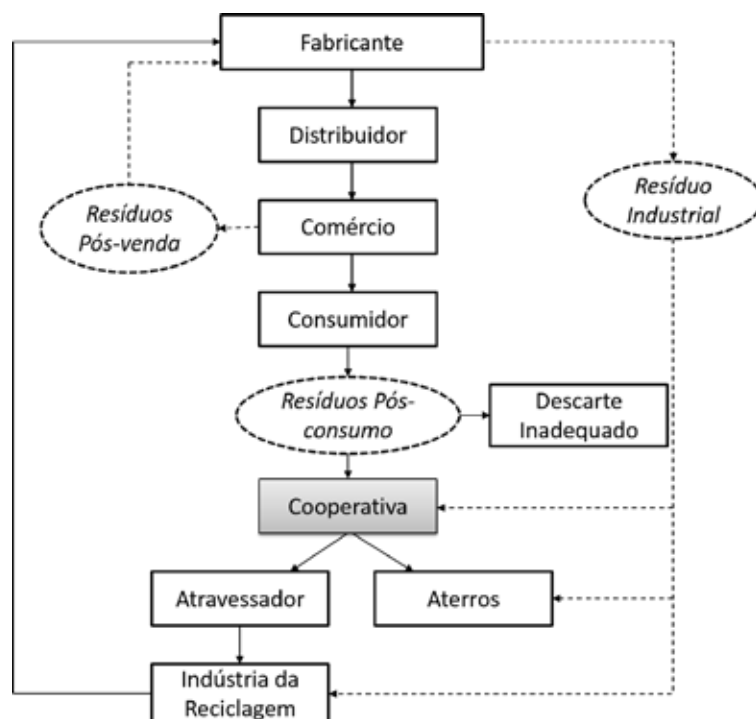 Fabricante
Distribuidor
Resíduos
Pós-venda
Comércio
Resíduo
Industrial
Consumidor
Resíduos Pós-
consumo
Descarte
Inadequado
Cooperativa
Atravessador
Aterros
Indústria da
Reciclagem